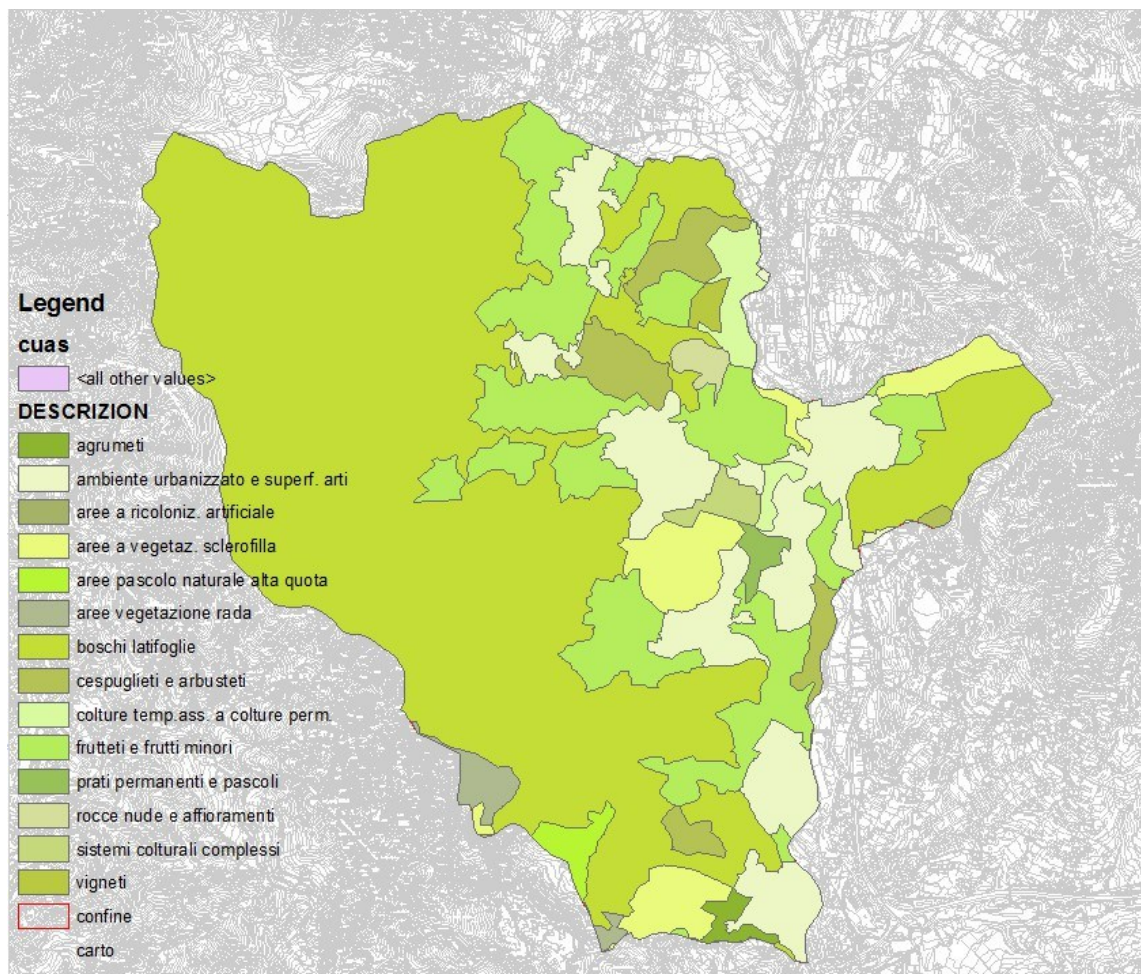 Legend
cuas
<all other values>
DESCRIZION
agrumeti
ambiente urbanizzato e superf. arti
aree a ricoloniz. artificiale
aree a vegetaz. sclerofilla
aree pascolo naturale alta quota
aree vegetazione rada
boschi latifoglie
cespuglieti e arbusteti
colture temp.ass. a colture perm.
frutteti e frutti minori
prati permanenti e pascoli
rocce nude e affioramenti
sistemi colturali complessi
vigneti
confine
carto